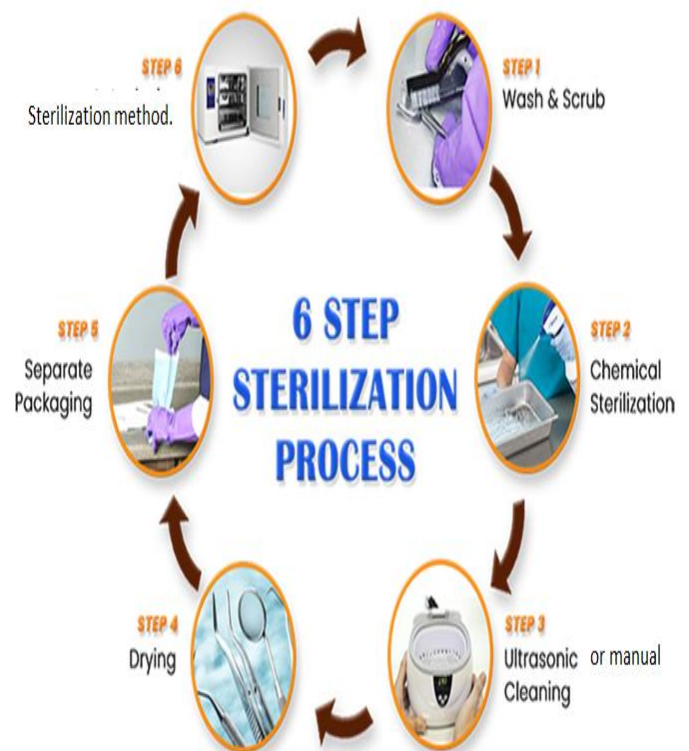 STEP 6
Sterilization method.
STEP 1
Wash & Scrub
6 STEP
STERILIZATION
PROCESS
STEP 5
Separate
Packaging
STEP 2
Chemical
Sterilization
STEP 4
Drying
STEP 3
Ultrasonic or manual
Cleaning